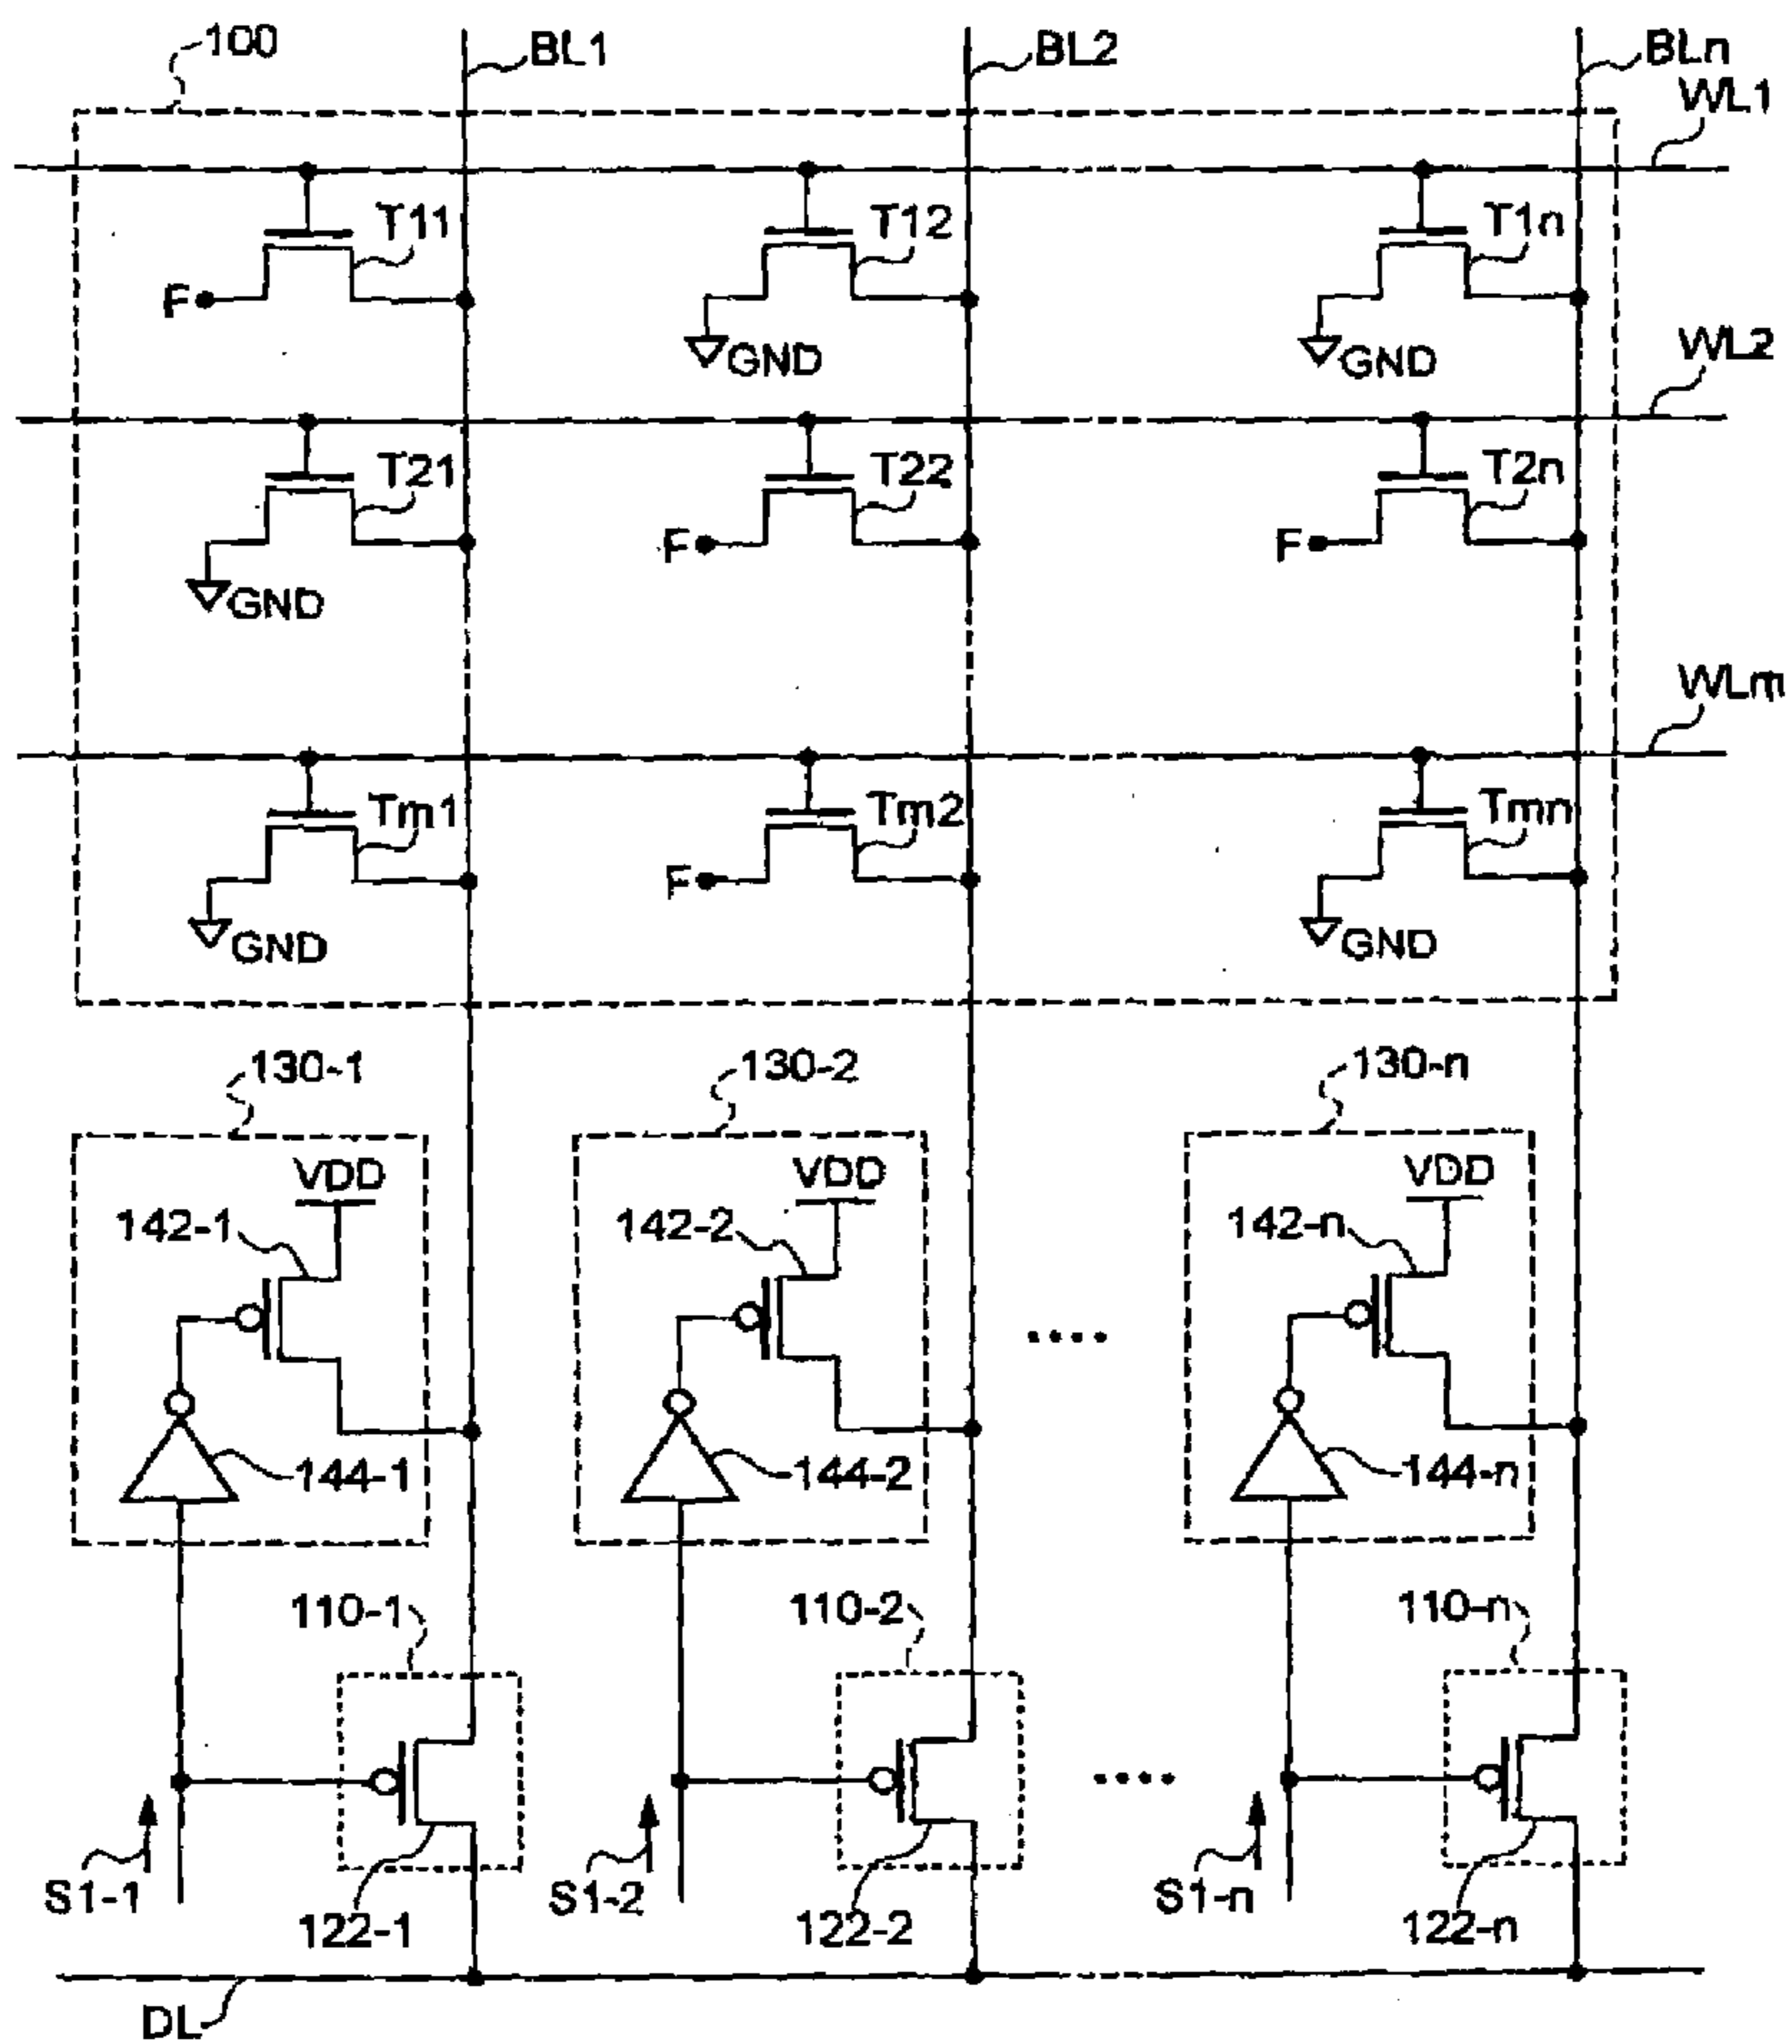 100
BL1
BL2
BLn
WL1
T11
T12
T1n
F
GND
GND
WL2
T21
T22
T2n
F
F
GND
WLm
Tm1
Tm2
Tmn
F
GND
GND
130-1
130-2
130-n
VDD
VDD
VDD
142-1
142-2
142-n
....
144-1
144-2
144-n
110-1
110-2
110-n
....
S1-1
S1-2
S1-n
122-1
122-2
122-n
DL